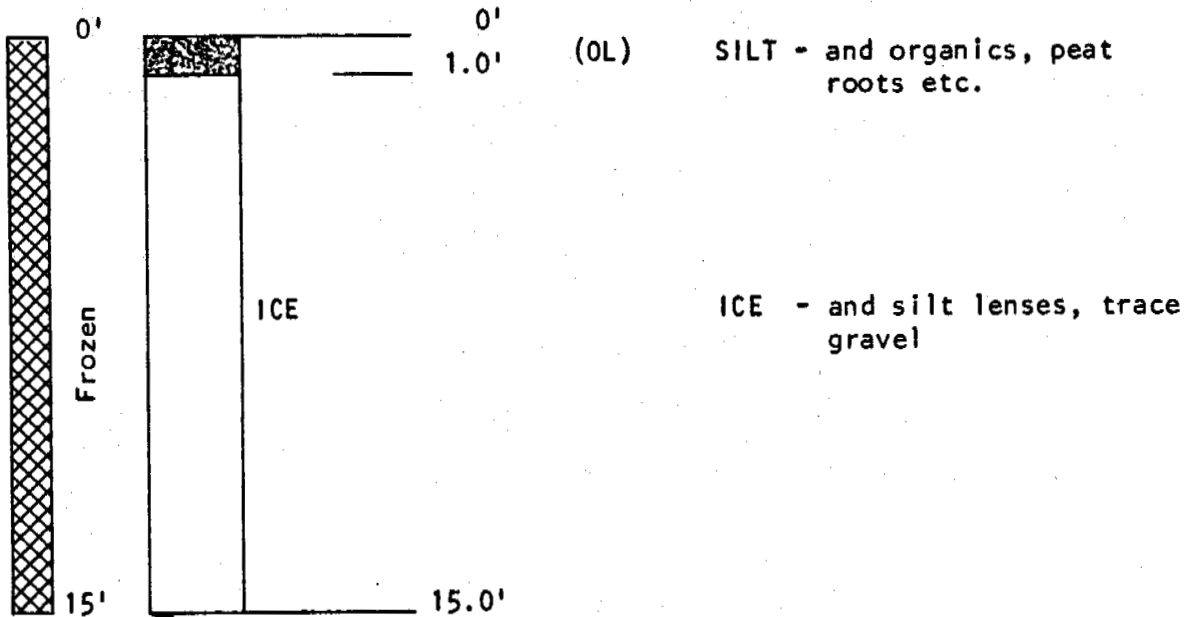 0'
0'
1.0'
(OL)
SILT - and organics, peat
roots etc.
ICE
ICE - and silt lenses, trace
gravel
Frozen
15'
15.0'